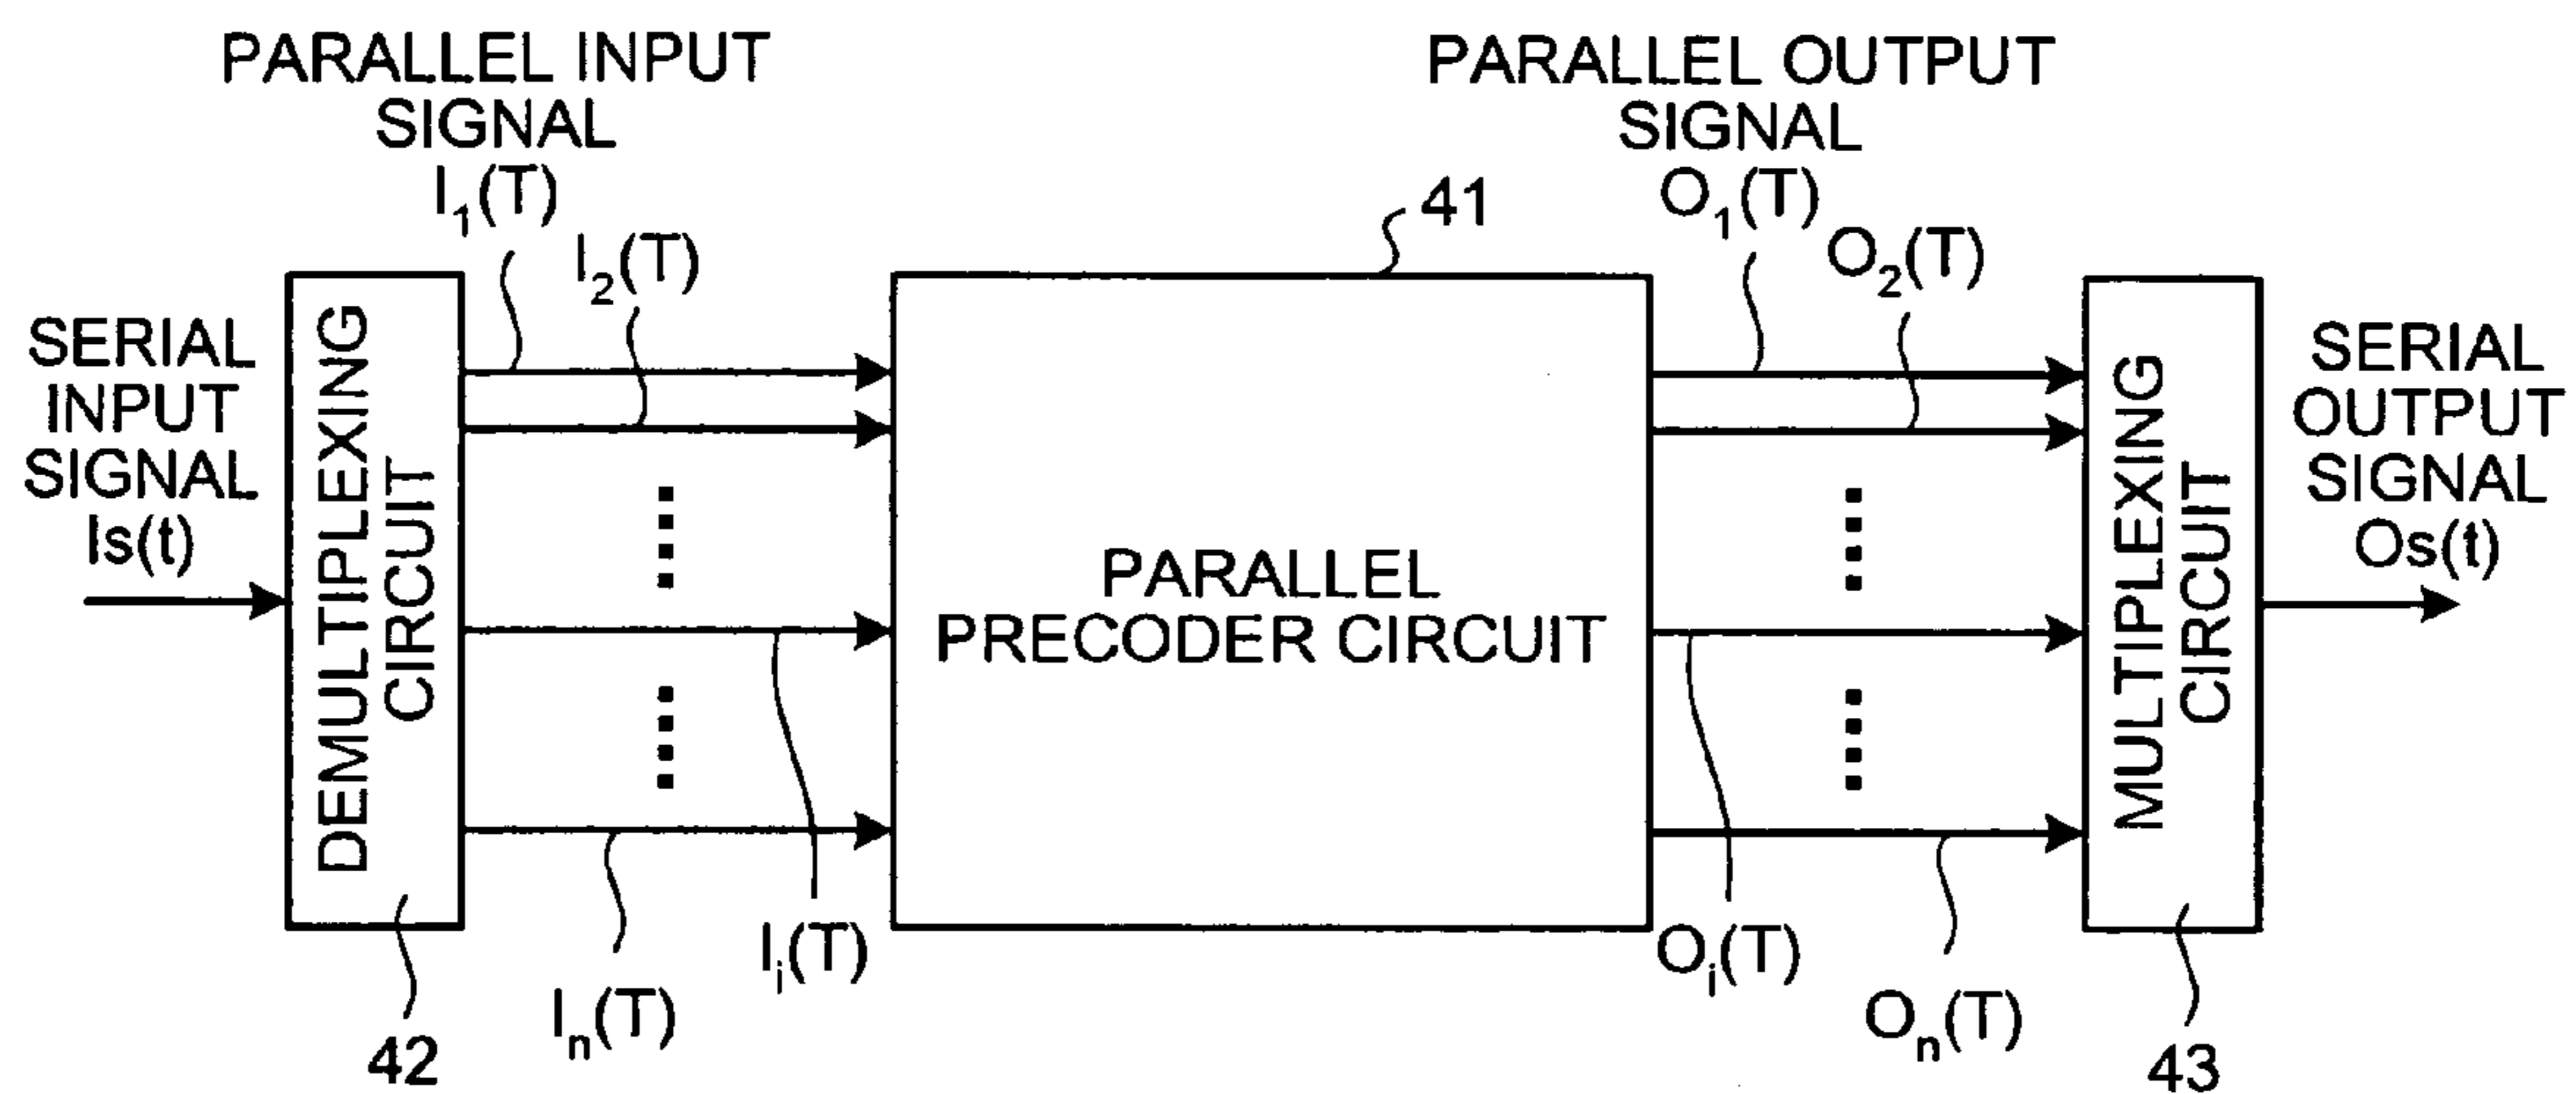 PARALLEL INPUT
SIGNAL
I₁(T)
I₂(T)
SERIAL
INPUT
SIGNAL
Is(t)
DEMULTIPLEXING
CIRCUIT
42
Iᵢ(T)
Iₙ(T)
41
PARALLEL
PRECODER CIRCUIT
PARALLEL OUTPUT
SIGNAL
O₁(T)
O₂(T)
Oᵢ(T)
Oₙ(T)
MULTIPLEXING
CIRCUIT
43
SERIAL
OUTPUT
SIGNAL
Os(t)